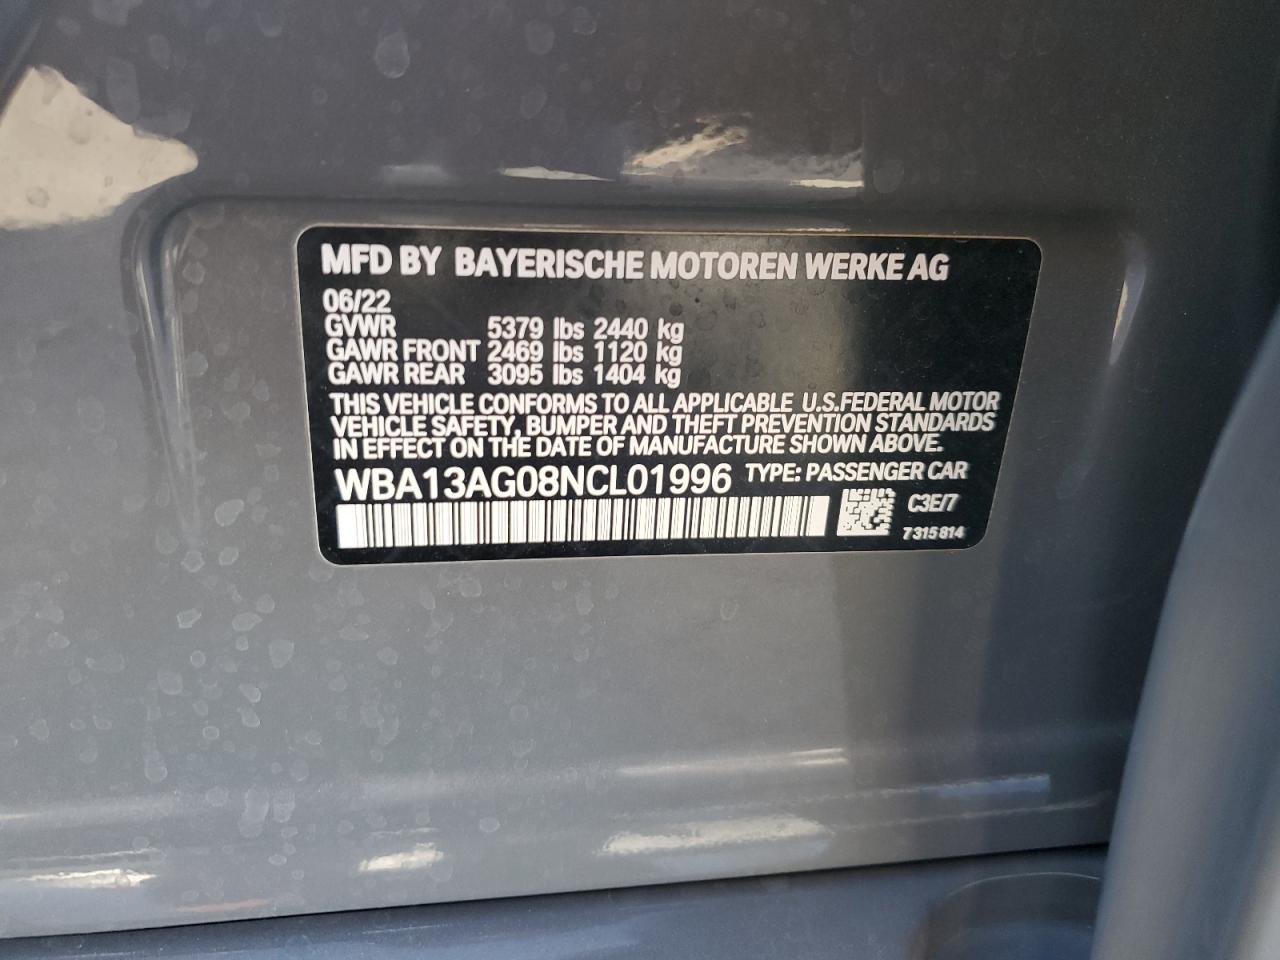 MFD BY BAYERISCHE MOTOREN WERKE AG
06/22
GVWR 5379 lbs 2440 kg
GAWR FRONT 2469 lbs 1120 kg
GAWR REAR 3095 lbs 1404 kg
THIS VEHICLE CONFORMS TO ALL APPLICABLE U.S.FEDERAL MOTOR
VEHICLE SAFETY, BUMPER AND THEFT PREVENTION STANDARDS
IN EFFECT ON THE DATE OF MANUFACTURE SHOWN ABOVE.
WBA13AG08NCL01996 TYPE: PASSENGER CAR
C3E/7
7315814